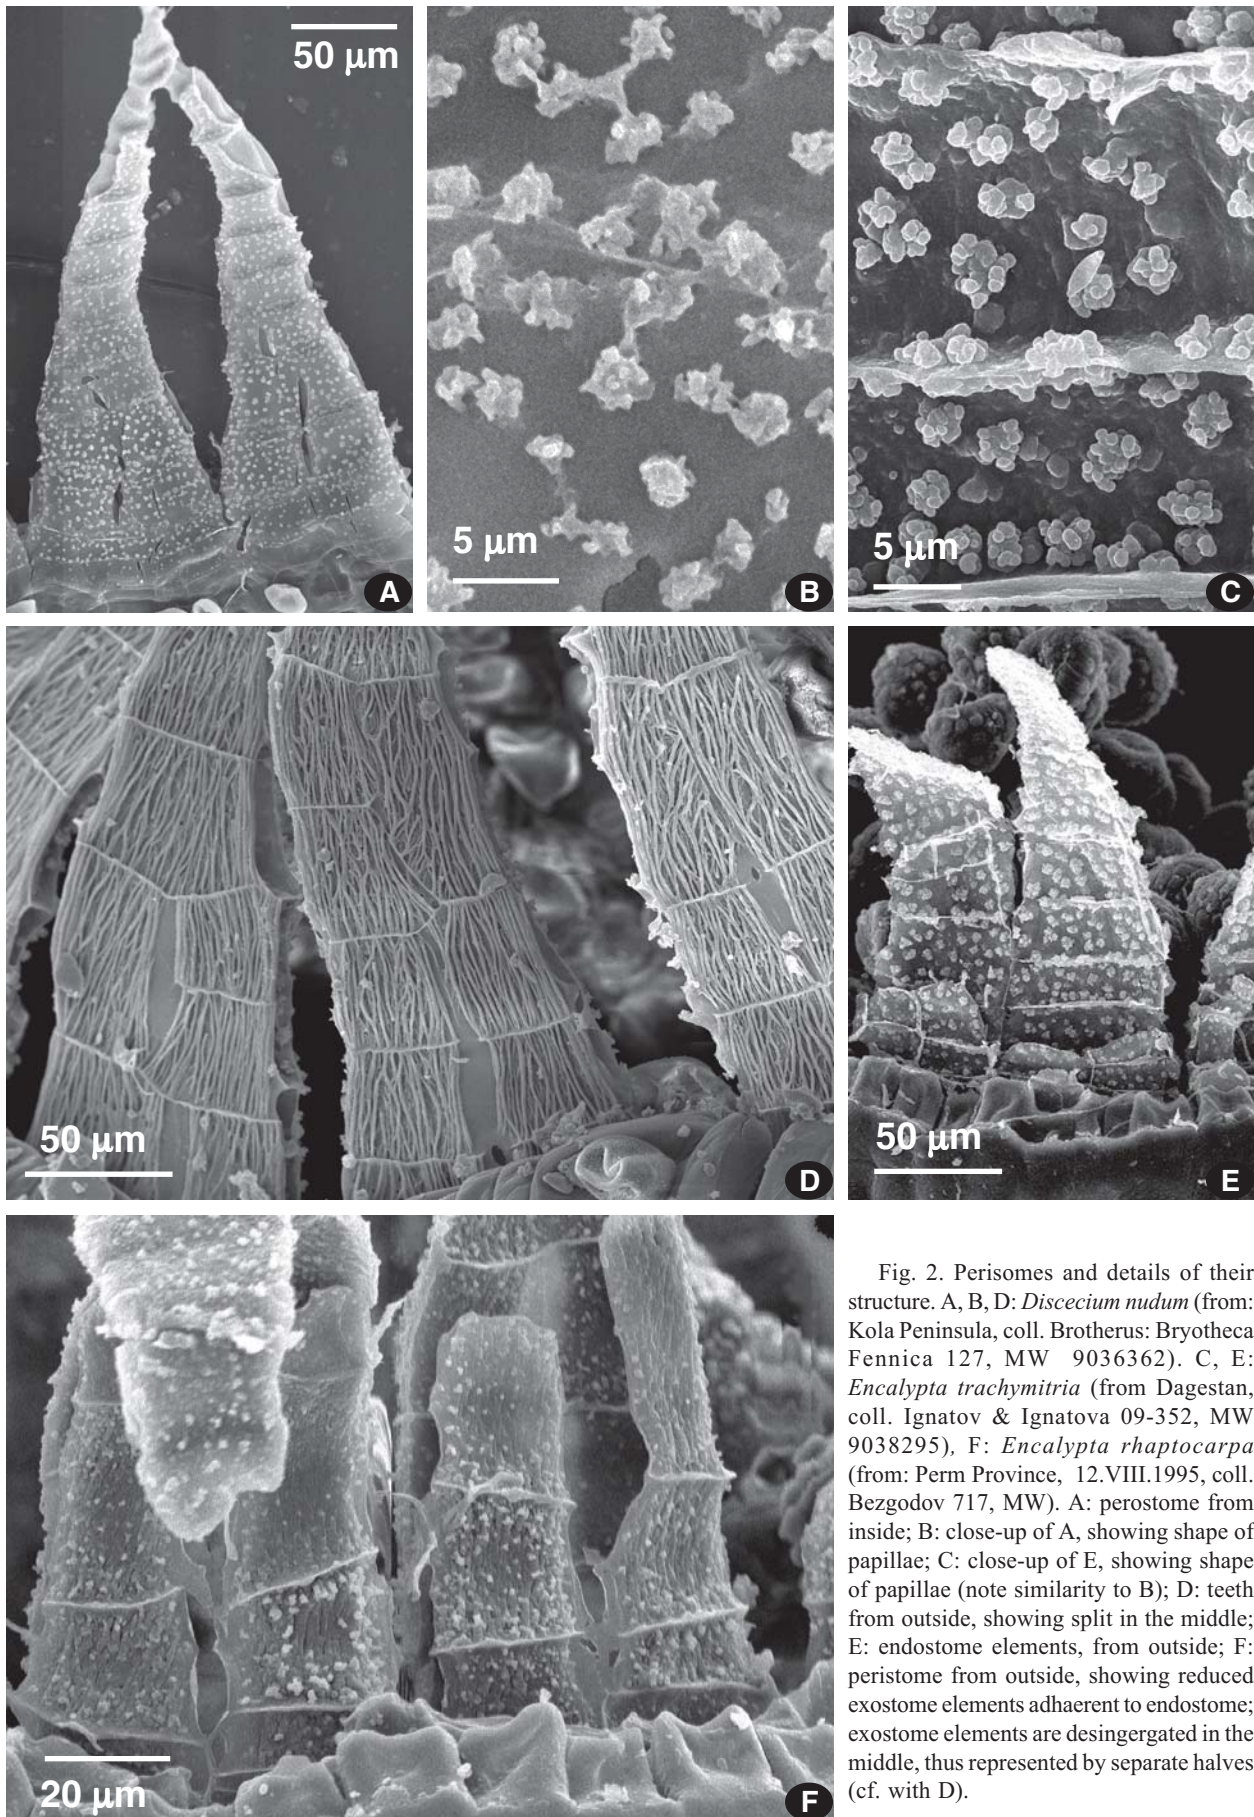 50 μm
A
5 μm
B
5 μm
C
50 μm
D
50 μm
E
20 μm
F
Fig. 2. Perisomes and details of their
structure. A, B, D: Discecium nudum (from:
Kola Peninsula, coll. Brotherus: Bryotheca
Fennica 127, MW 9036362). C, E:
Encalypta trachymitria (from Dagestan,
coll. Ignatov & Ignatova 09-352, MW
9038295), F: Encalypta rhaptocarpa
(from: Perm Province, 12.VIII.1995, coll.
Bezgodov 717, MW). A: perostome from
inside; B: close-up of A, showing shape of
papillae; C: close-up of E, showing shape
of papillae (note similarity to B); D: teeth
from outside, showing split in the middle;
E: endostome elements, from outside; F:
peristome from outside, showing reduced
exostome elements adhaerent to endostome;
exostome elements are desingergated in the
middle, thus represented by separate halves
(cf. with D).